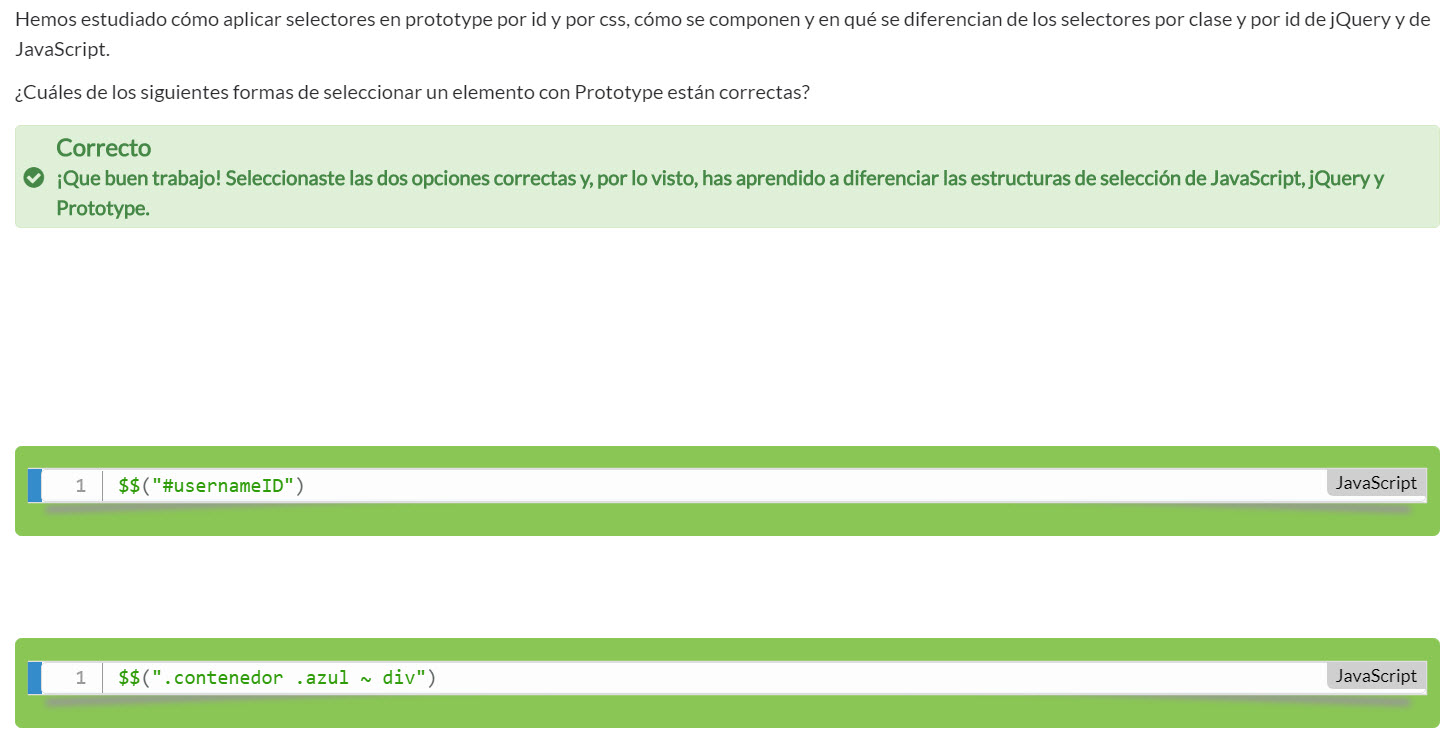 Hemos estudiado cómo aplicar selectores en prototype por id y por css, cómo se componen y en qué se diferencian de los selectores por clase y por id de jQuery y de
JavaScript.
¿Cuáles de los siguientes formas de seleccionar un elemento con Prototype están correctas?
Correcto
¡Que buen trabajo! Seleccionaste las dos opciones correctas y, por lo visto, has aprendido a diferenciar las estructuras de selección de JavaScript, jQuery y
Prototype.
1 $$("#usernameID") JavaScript
1 $$(".contenedor .azul ~ div") JavaScript